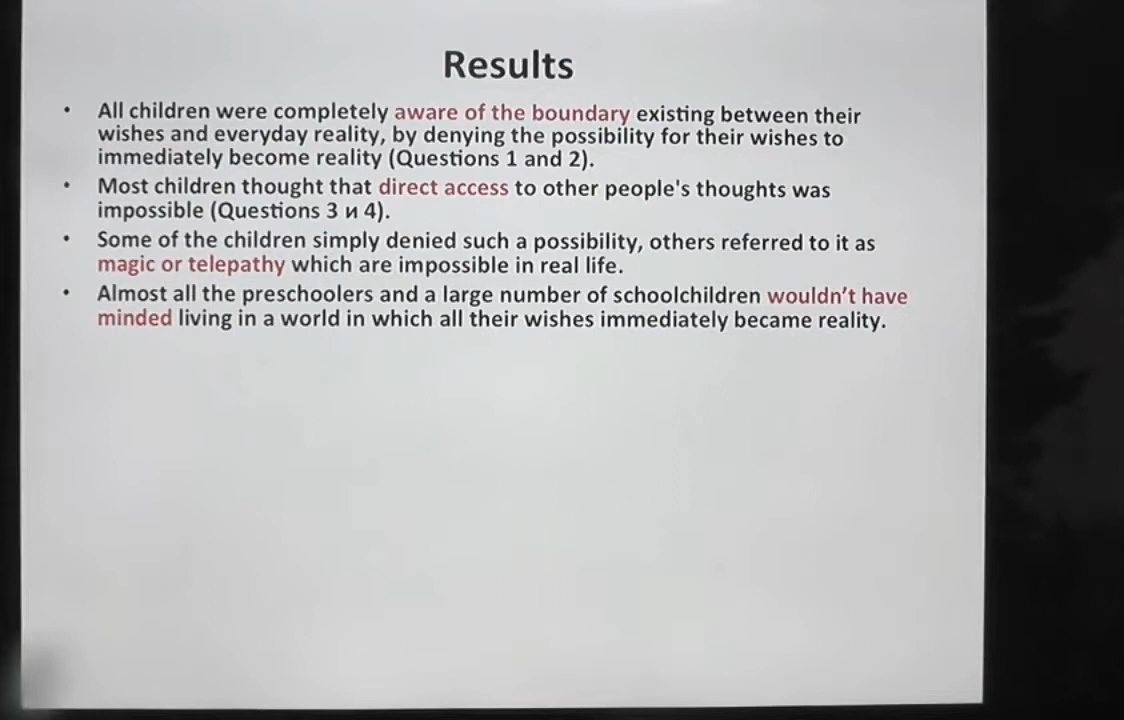 Results
• All children were completely aware of the boundary existing between their
wishes and everyday reality, by denying the possibility for their wishes to
immediately become reality (Questions 1 and 2).
• Most children thought that direct access to other people's thoughts was
impossible (Questions 3 и 4).
• Some of the children simply denied such a possibility, others referred to it as
magic or telepathy which are impossible in real life.
• Almost all the preschoolers and a large number of schoolchildren wouldn’t have
minded living in a world in which all their wishes immediately became reality.